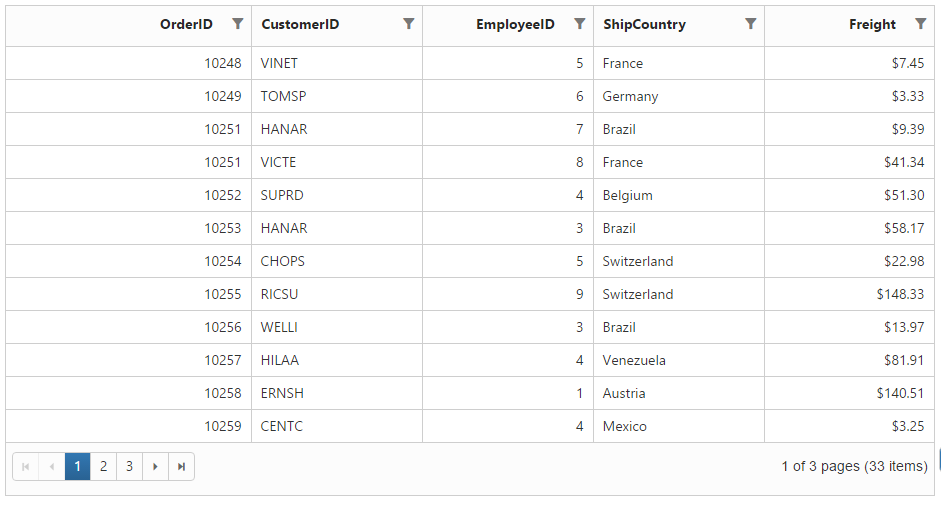 OrderID CustomerID EmployeeID ShipCountry Freight
10248 VINET 5 France $7.45
10249 TOMSP 6 Germany $3.33
10251 HANAR 7 Brazil $9.39
10251 VICTE 8 France $41.34
10252 SUPRD 4 Belgium $51.30
10253 HANAR 3 Brazil $58.17
10254 CHOPS 5 Switzerland $22.98
10255 RICSU 9 Switzerland $148.33
10256 WELLI 3 Brazil $13.97
10257 HILAA 4 Venezuela $81.91
10258 ERNSH 1 Austria $140.51
10259 CENTC 4 Mexico $3.25
1 2 3 1 of 3 pages (33 items)